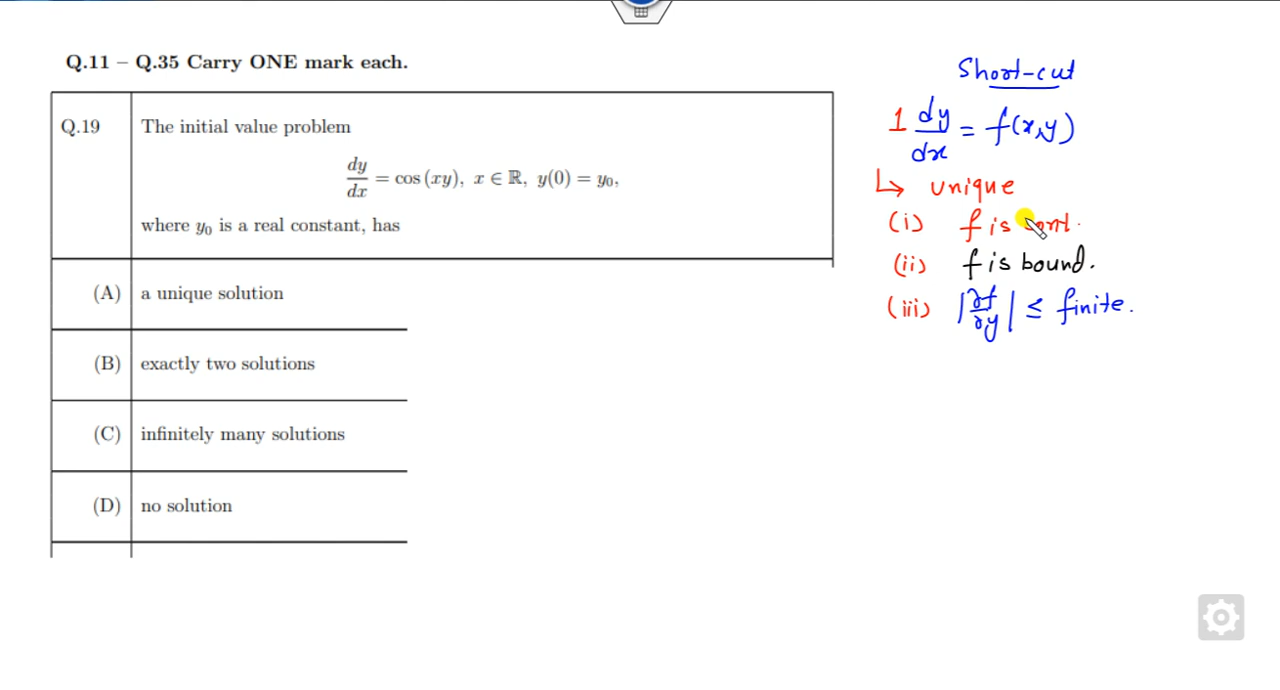 Q.11 – Q.35 Carry ONE mark each.
Q.19 The initial value problem
dy/dx = cos (xy), x ∈ ℝ, y(0) = y₀,
where y₀ is a real constant, has
(A) a unique solution
(B) exactly two solutions
(C) infinitely many solutions
(D) no solution
Short-cut
1 dy/dx = f(x,y)
↳ unique
(i) f is cont.
(ii) f is bound.
(iii) |∂f/∂y| ≤ finite.